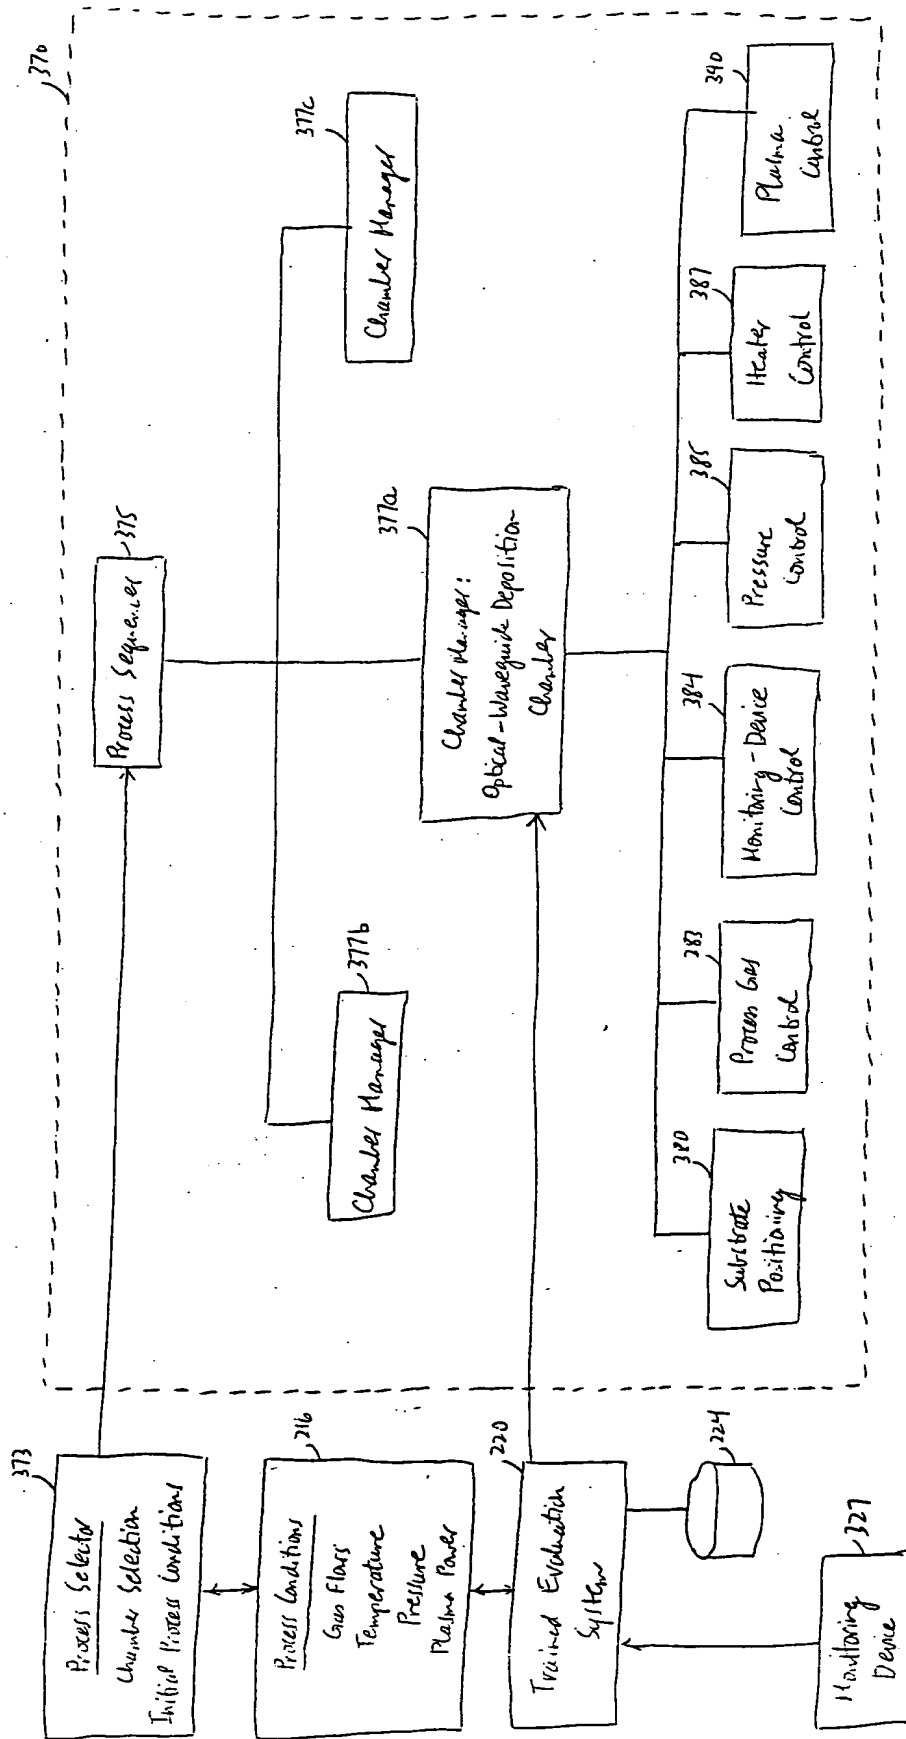 370
373
Process Selector
Chamber Selection
Initial Process Conditions
216
Process Conditions
Gas Flows
Temperature
Pressure
Plasma Power
220
Trained Evaluation
System
224
327
Monitoring
Device
375
Process Sequencer
377b
Chamber Manager
377a
Chamber Manager:
Optical-Waveguide Deposition
Chamber
377c
Chamber Manager
380
Substrate
Positioning
383
Process Gas
Control
384
Monitoring-Device
Control
385
Pressure
Control
387
Heater
Control
390
Plasma
Control